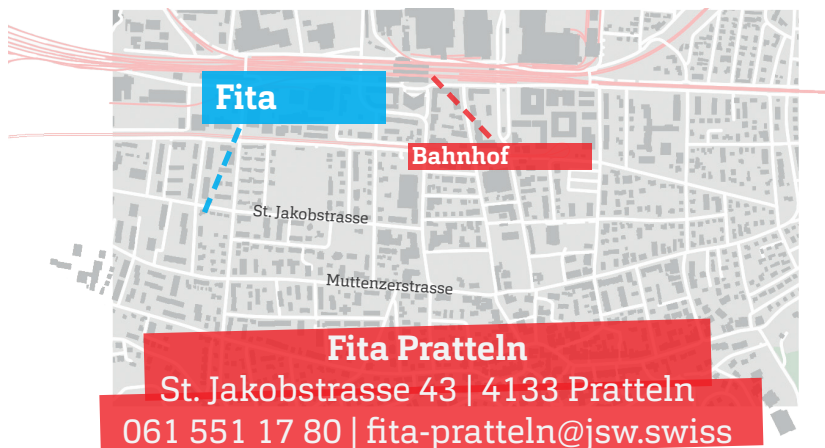 Fita
Bahnhof
St. Jakobstrasse
Muttenzerstrasse
Fita Pratteln
St. Jakobstrasse 43 | 4133 Pratteln
061 551 17 80 | fita-pratteln@jsw.swiss